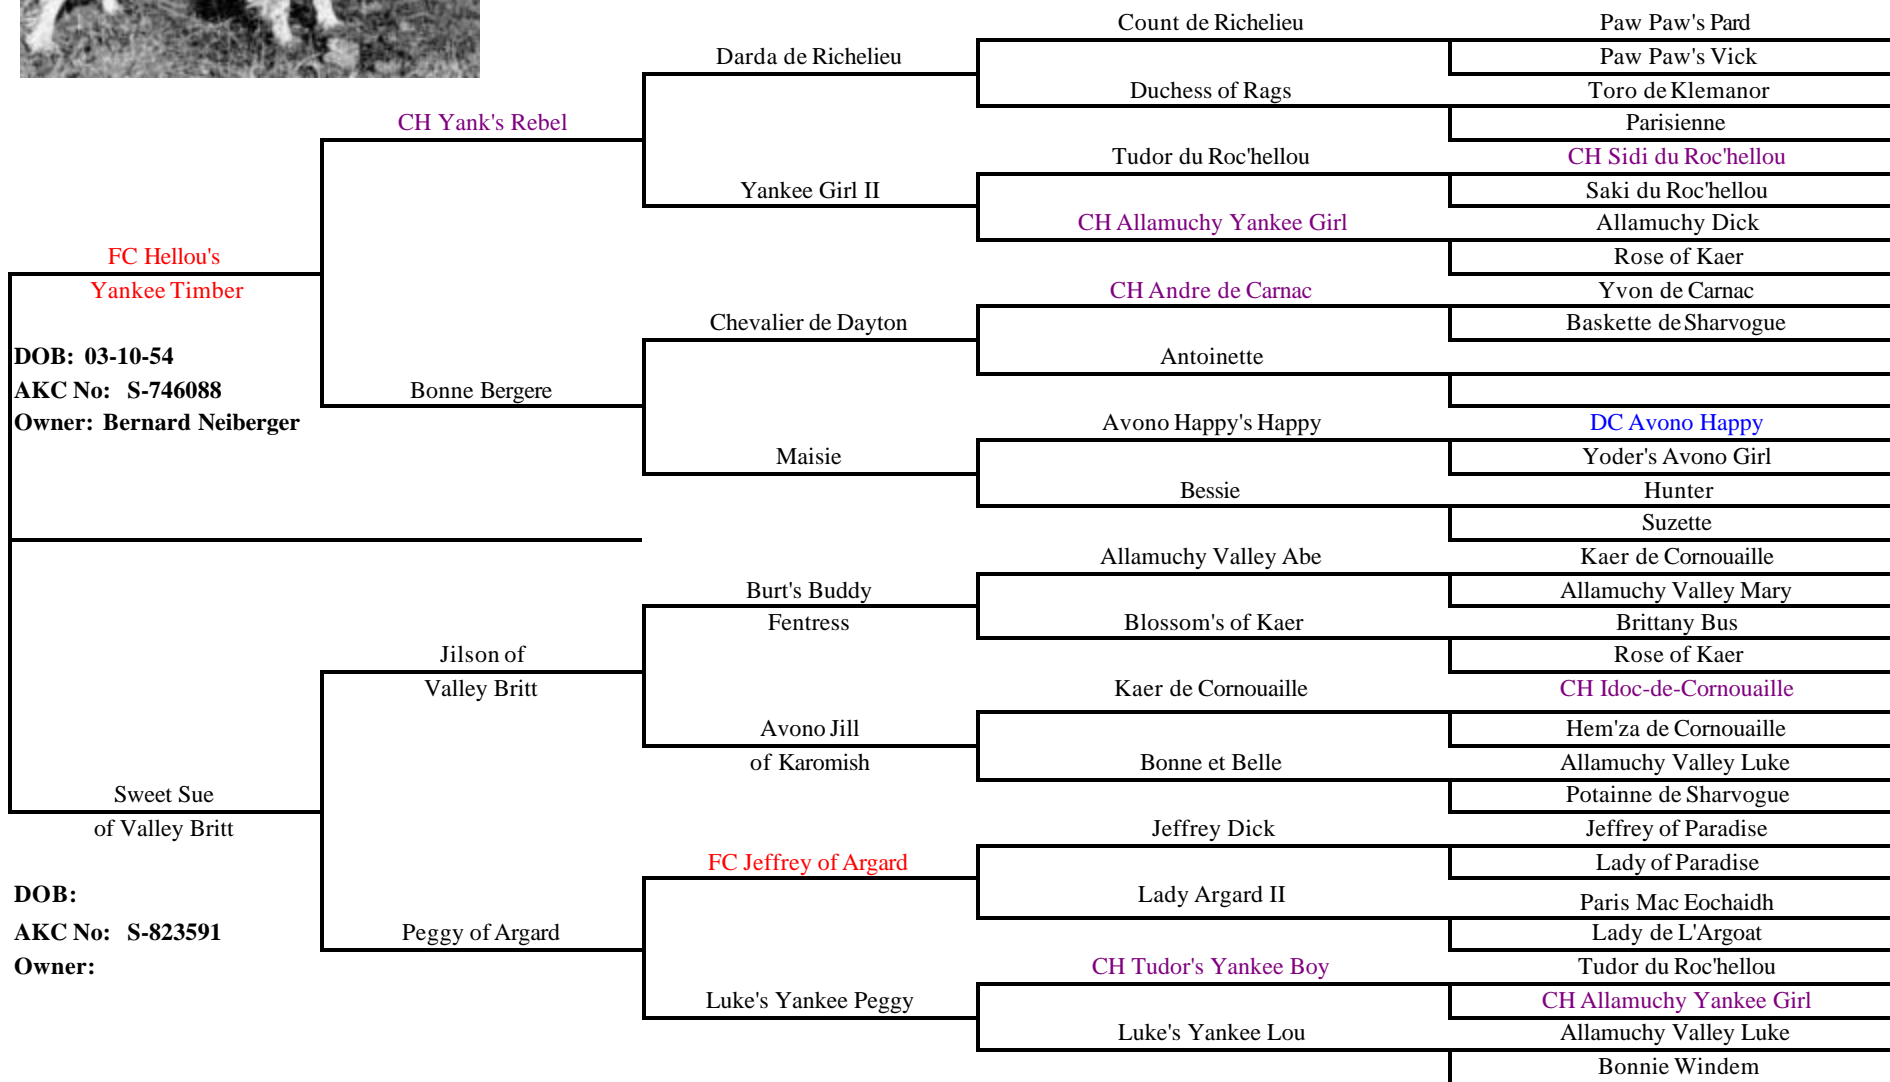 Count de Richelieu
Paw Paw's Pard
Darda de Richelieu
Paw Paw's Vick
Duchess of Rags
Toro de Klemanor
CH Yank's Rebel
Parisienne
Tudor du Roc'hellou
CH Sidi du Roc'hellou
Yankee Girl II
Saki du Roc'hellou
CH Allamuchy Yankee Girl
Allamuchy Dick
FC Hellou's
Yankee Timber
Rose of Kaer
CH Andre de Carnac
Yvon de Carnac
Chevalier de Dayton
Baskette de Sharvogue
DOB: 03-10-54
Antoinette
AKC No: S-746088
Bonne Bergere
Owner: Bernard Neiberger
Avono Happy's Happy
DC Avono Happy
Maisie
Yoder's Avono Girl
Bessie
Hunter
Suzette
Allamuchy Valley Abe
Kaer de Cornouaille
Burt's Buddy
Fentress
Allamuchy Valley Mary
Blossom's of Kaer
Brittany Bus
Jilson of
Valley Britt
Rose of Kaer
Kaer de Cornouaille
CH Idoc-de-Cornouaille
Avono Jill
of Karomish
Hem'za de Cornouaille
Bonne et Belle
Allamuchy Valley Luke
Sweet Sue
of Valley Britt
Potainne de Sharvogue
Jeffrey Dick
Jeffrey of Paradise
FC Jeffrey of Argard
Lady of Paradise
DOB:
Lady Argard II
Paris Mac Eochaidh
AKC No: S-823591
Peggy of Argard
Lady de L'Argoat
Owner:
CH Tudor's Yankee Boy
Tudor du Roc'hellou
Luke's Yankee Peggy
CH Allamuchy Yankee Girl
Luke's Yankee Lou
Allamuchy Valley Luke
Bonnie Windem